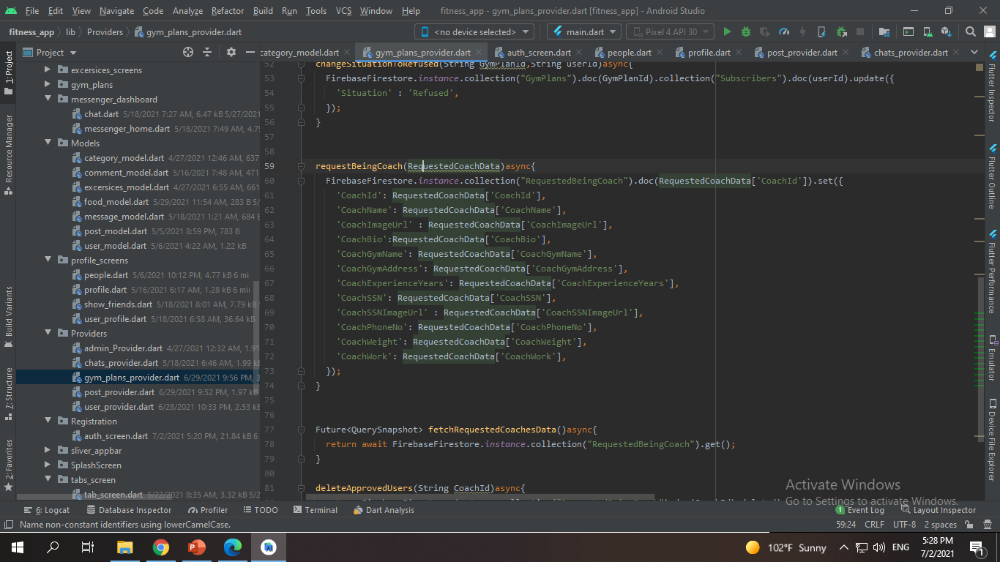 File Edit View Navigate Code Analyze Refactor Build Run Tools VCS Window Help fitness_app - gym_plans_provider.dart [fitness_app] - Android Studio
fitness_app lib Providers gym_plans_provider.dart <no device selected> main.dart Pixel 4 API 30
Project
category_model.dart gym_plans_provider.dart auth_screen.dart people.dart profile.dart post_provider.dart chats_provider.dart
1: Project
Resource Manager
Build Variants
7: Structure
2: Favorites
excersices_screens
gym_plans
messenger_dashboard
chat.dart 5/18/2021 7:27 AM, 6.47 kB 5/27/2021
messenger_home.dart 5/18/2021 7:49 AM, 4.79
Models
category_model.dart 4/27/2021 12:46 AM, 637
comment_model.dart 5/16/2021 7:48 AM, 471
excersices_model.dart 4/27/2021 6:55 AM, 661
food_model.dart 5/29/2021 11:54 AM, 283 B 5/
message_model.dart 5/18/2021 1:21 AM, 684 B
post_model.dart 5/5/2021 8:59 PM, 783 B
user_model.dart 5/6/2021 4:22 AM, 1.22 kB
profile_screens
people.dart 5/6/2021 10:12 PM, 4.77 kB 6 mi
profile.dart 5/16/2021 6:17 AM, 1.28 kB 6 min
show_friends.dart 5/18/2021 8:01 AM, 7.79 kB
user_profile.dart 5/18/2021 6:58 AM, 36.64 kB
Providers
admin_Provider.dart 4/27/2021 12:32 AM, 1.91
chats_provider.dart 5/18/2021 6:46 AM, 1.99 k
gym_plans_provider.dart 6/29/2021 9:56 PM, 3
post_provider.dart 6/29/2021 9:52 PM, 1.97 k
user_provider.dart 6/28/2021 10:33 PM, 2.53 k
Registration
auth_screen.dart 7/2/2021 5:20 PM, 21.84 kB 6
sliver_appbar
SplashScreen
tabs_screen
tab_screen.dart 5/22/2021 8:35 AM, 3.32 kB 5/2
52 changeSituationToRefused(String GymPlanId,String userId)async{
53 FirebaseFirestore.instance.collection("GymPlans").doc(GymPlanId).collection("Subscribers").doc(userId).update({
54 'Situation' : 'Refused',
55 });
56 }
57
58
59 requestBeingCoach(RequestedCoachData)async{
60 FirebaseFirestore.instance.collection("RequestedBeingCoach").doc(RequestedCoachData['CoachId']).set({
61 'CoachId': RequestedCoachData['CoachId'],
62 'CoachName': RequestedCoachData['CoachName'],
63 'CoachImageUrl' : RequestedCoachData['CoachImageUrl'],
64 'CoachBio':RequestedCoachData['CoachBio'],
65 'CoachGymName': RequestedCoachData['CoachGymName'],
66 'CoachGymAddress': RequestedCoachData['CoachGymAddress'],
67 'CoachExperienceYears': RequestedCoachData['CoachExperienceYears'],
68 'CoachSSN': RequestedCoachData['CoachSSN'],
69 'CoachSSNImageUrl' : RequestedCoachData['CoachSSNImageUrl'],
70 'CoachPhoneNo': RequestedCoachData['CoachPhoneNo'],
71 'CoachWeight': RequestedCoachData['CoachWeight'],
72 'CoachWork': RequestedCoachData['CoachWork'],
73 });
74 }
75
76
77 Future<QuerySnapshot> fetchRequestedCoachesData()async{
78 return await FirebaseFirestore.instance.collection("RequestedBeingCoach").get();
79 }
80
81 deleteApprovedUsers(String CoachId)async{
Flutter Inspector
Flutter Outline
Flutter Performance
Emulator
Device File Explorer
Activate Windows
Go to Settings to activate Windows.
6: Logcat Database Inspector Profiler TODO Terminal Dart Analysis 1 Event Log Layout Inspector
Name non-constant identifiers using lowerCamelCase. 59:24 CRLF UTF-8 2 spaces
102°F Sunny ENG 5:28 PM
7/2/2021
1